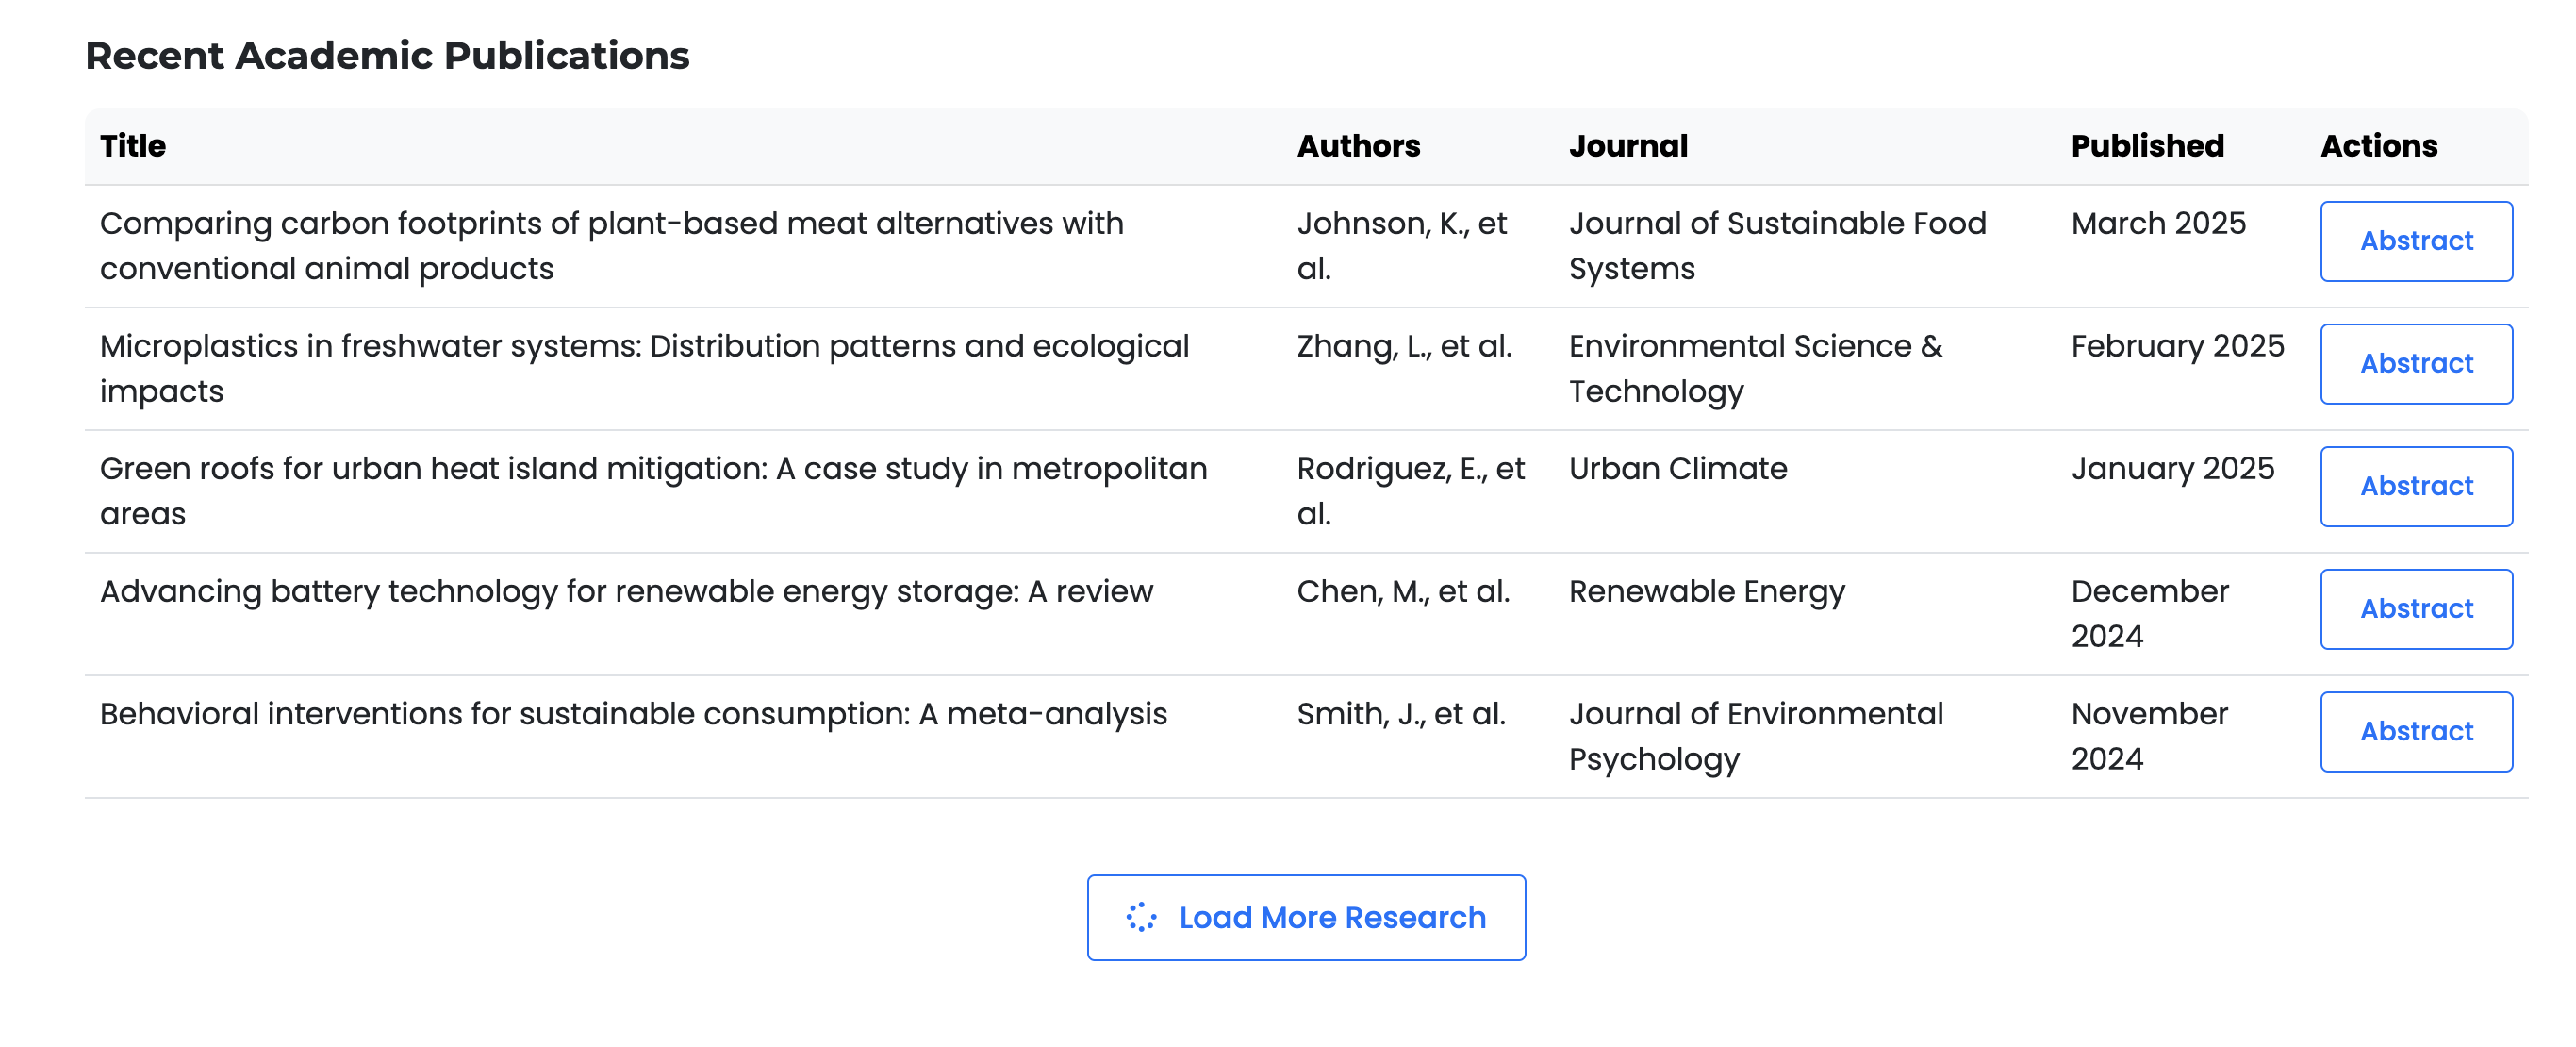 Recent Academic Publications
Title Authors Journal Published Actions
Comparing carbon footprints of plant-based meat alternatives with Johnson, K., et Journal of Sustainable Food March 2025 Abstract
conventional animal products al. Systems
Microplastics in freshwater systems: Distribution patterns and ecological Zhang, L., et al. Environmental Science & February 2025 Abstract
impacts Technology
Green roofs for urban heat island mitigation: A case study in metropolitan Rodriguez, E., et Urban Climate January 2025 Abstract
areas al.
Advancing battery technology for renewable energy storage: A review Chen, M., et al. Renewable Energy December Abstract
2024
Behavioral interventions for sustainable consumption: A meta-analysis Smith, J., et al. Journal of Environmental November Abstract
Psychology 2024
Load More Research